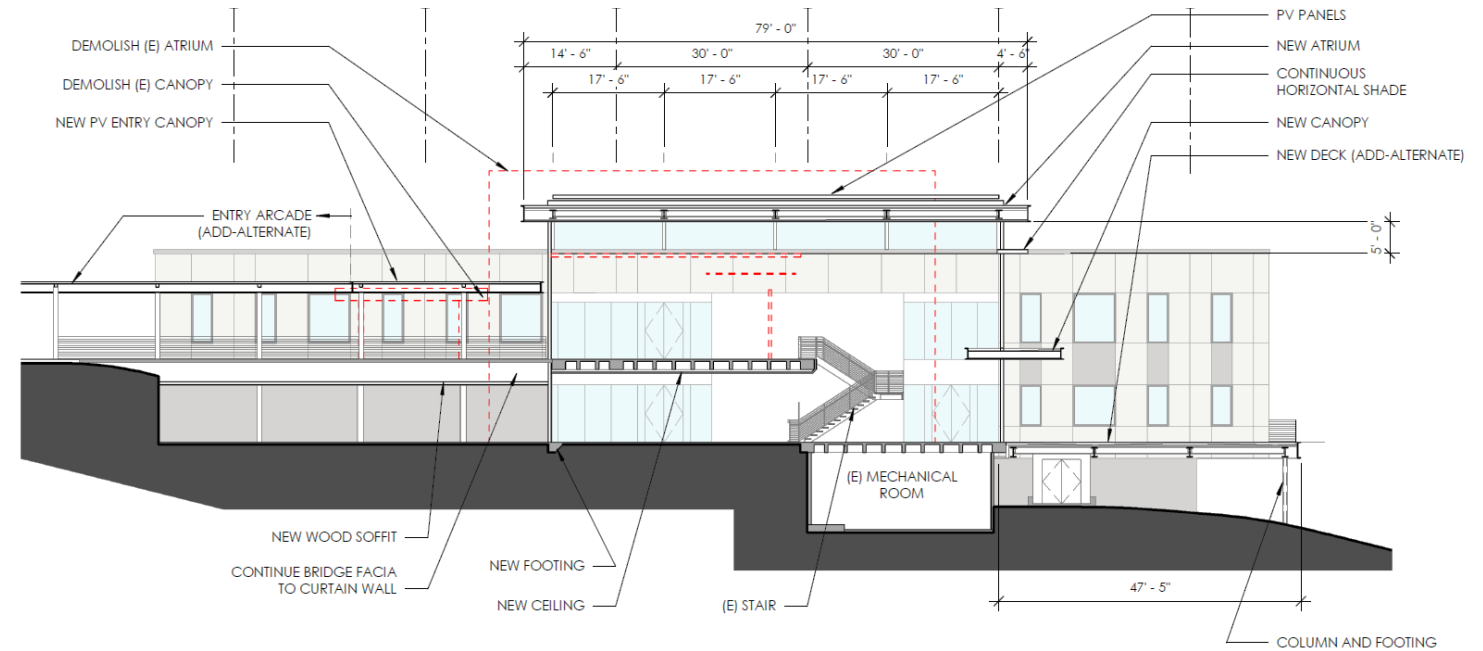 79' - 0"
14' - 6"
30' - 0"
30' - 0"
4' - 6"
17' - 6"
17' - 6"
17' - 6"
17' - 6"
DEMOLISH (E) ATRIUM
DEMOLISH (E) CANOPY
NEW PV ENTRY CANOPY
ENTRY ARCADE
(ADD-ALTERNATE)
PV PANELS
NEW ATRIUM
CONTINUOUS
HORIZONTAL SHADE
NEW CANOPY
NEW DECK (ADD-ALTERNATE)
5' - 0"
(E) MECHANICAL
ROOM
NEW WOOD SOFFIT
CONTINUE BRIDGE FACIA
TO CURTAIN WALL
NEW FOOTING
NEW CEILING
(E) STAIR
47' - 5"
COLUMN AND FOOTING